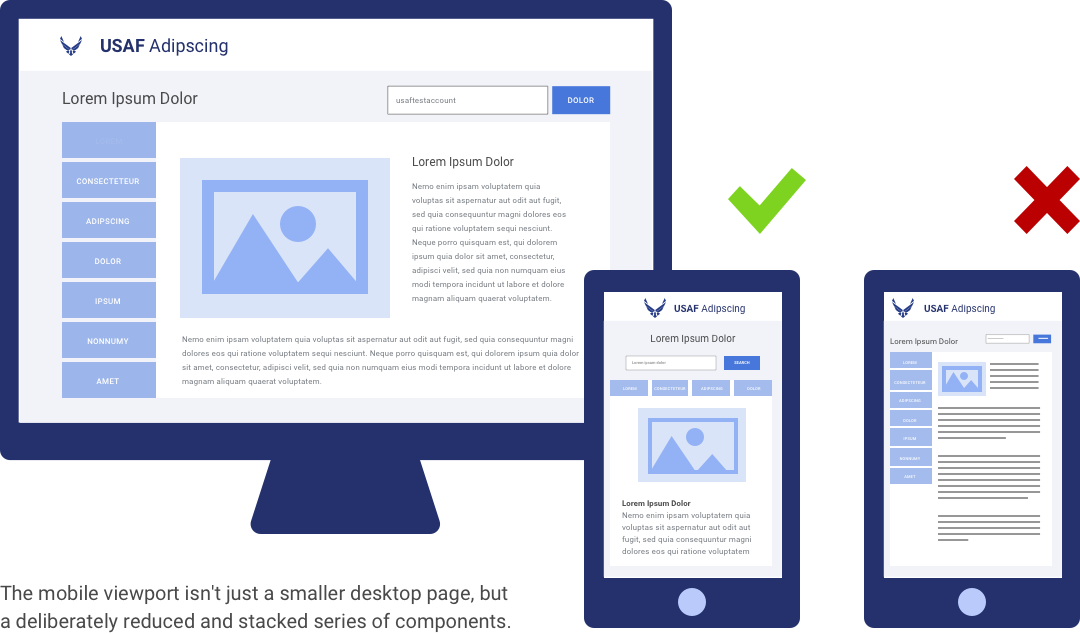 USAF Adipscing
Lorem Ipsum Dolor
usaftestaccount
DOLOR
CONSECTETEUR
ADIPSCING
DOLOR
IPSUM
NONNUMY
AMET
Lorem Ipsum Dolor
Nemo enim ipsam voluptatem quia
voluptas sit aspernatur aut odit aut fugit,
sed quia consequuntur magni dolores eos
qui ratione voluptatem sequi nesciunt.
Neque porro quisquam est, qui dolorem
ipsum quia dolor sit amet, consectetur,
adipisci velit, sed quia non numquam eius
modi tempora incidunt ut labore et dolore
magnam aliquam quaerat voluptatem.
Nemo enim ipsam voluptatem quia voluptas sit aspernatur aut odit aut fugit, sed quia consequuntur magni
dolores eos qui ratione voluptatem sequi nesciunt. Neque porro quisquam est, qui dolorem ipsum quia dolor
sit amet, consectetur, adipisci velit, sed quia non numquam eius modi tempora incidunt ut labore et dolore
magnam aliquam quaerat voluptatem.
USAF Adipscing
Lorem Ipsum Dolor
Lorem ipsum dolor
SEARCH
LOREM
CONSECTETEUR
ADIPSCING
DOLOR
Lorem Ipsum Dolor
Nemo enim ipsam voluptatem quia
voluptas sit aspernatur aut odit aut
fugit, sed quia consequuntur magni
dolores eos qui ratione voluptatem
USAF Adipscing
Lorem Ipsum Dolor
LOREM
CONSECTETEUR
ADIPSCING
DOLOR
IPSUM
NONNUMY
AMET
The mobile viewport isn't just a smaller desktop page, but
a deliberately reduced and stacked series of components.